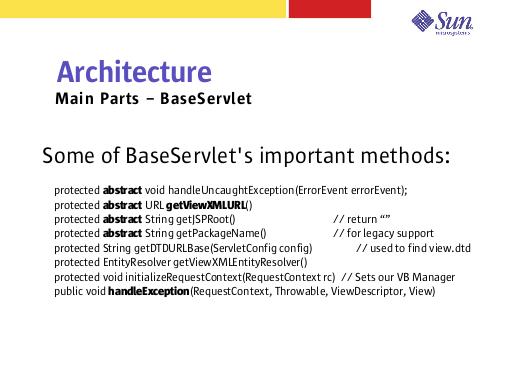 Sun
microsystems
Architecture
Main Parts – BaseServlet
Some of BaseServlet's important methods:
protected abstract void handleUncaughtException(ErrorEvent errorEvent);
protected abstract URL getViewXMLURL()
protected abstract String getJSPRoot() // return “”
protected abstract String getPackageName() // for legacy support
protected String getDTDURLBase(ServletConfig config) // used to find view.dtd
protected EntityResolver getViewXMLEntityResolver()
protected void initializeRequestContext(RequestContext rc) // Sets our VB Manager
public void handleException(RequestContext, Throwable, ViewDescriptor, View)